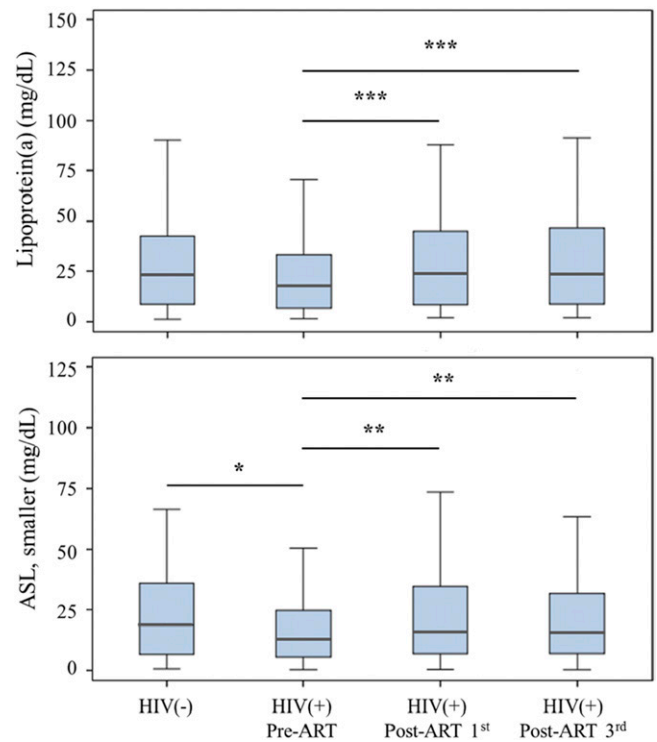 Lipoprotein(a) (mg/dL)
150
125
100
75
50
25
0
***
***
ASL, smaller (mg/dL)
125
100
75
50
25
0
**
**
*
HIV(-)
HIV(+)
Pre-ART
HIV(+)
Post-ART 1st
HIV(+)
Post-ART 3rd